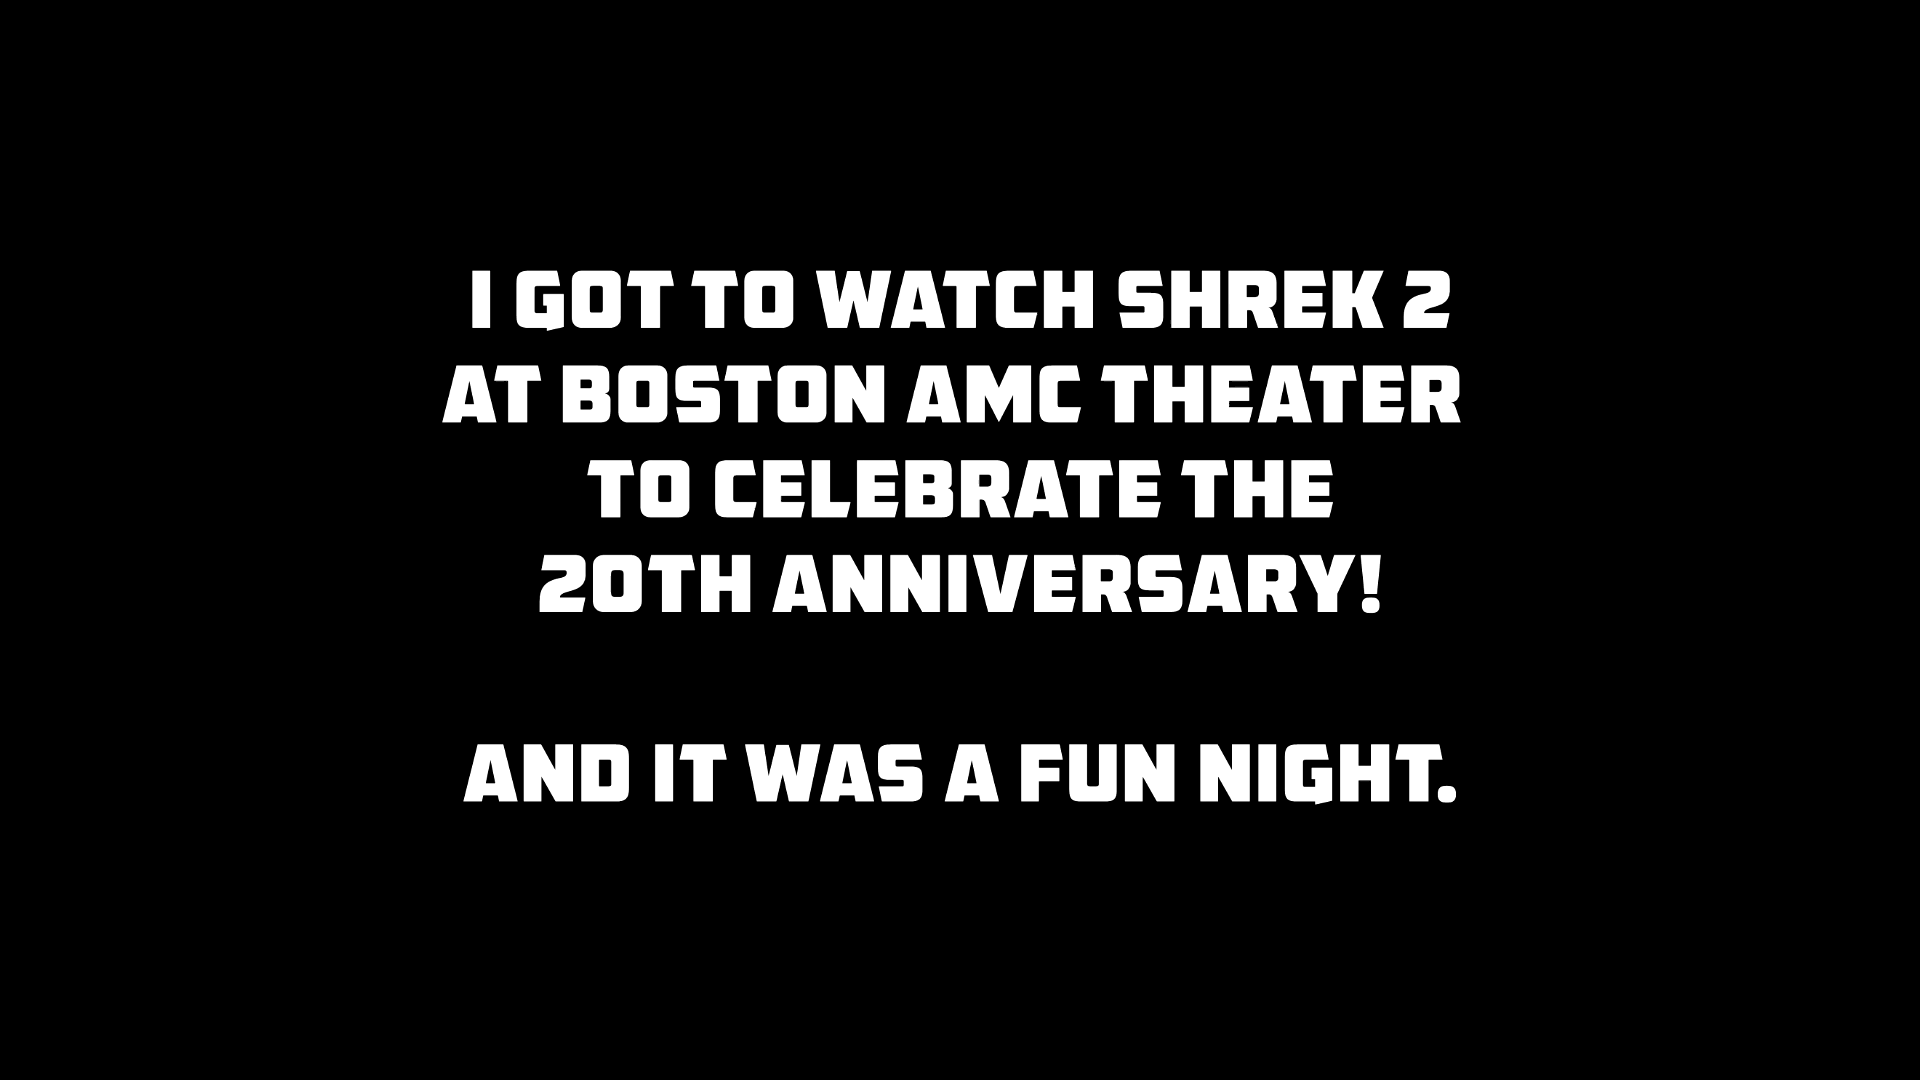 I GOT TO WATCH SHREK 2
AT BOSTON AMC THEATER
TO CELEBRATE THE
20TH ANNIVERSARY!
AND IT WAS A FUN NIGHT.